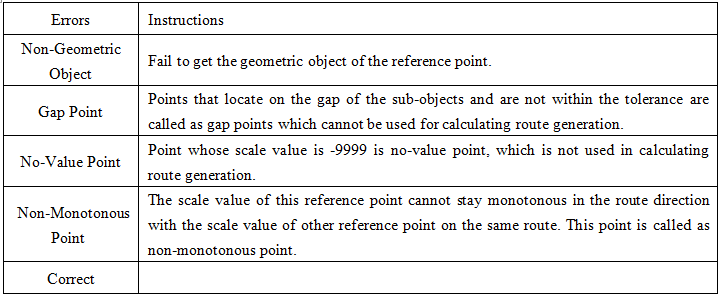 Errors Instructions
Non-Geometric
Object
Fail to get the geometric object of the reference point.
Gap Point
Points that locate on the gap of the sub-objects and are not within the tolerance are
called as gap points which cannot be used for calculating route generation.
No-Value Point
Point whose scale value is -9999 is no-value point, which is not used in calculating
route generation.
Non-Monotonous
Point
The scale value of this reference point cannot stay monotonous in the route direction
with the scale value of other reference point on the same route. This point is called as
non-monotonous point.
Correct